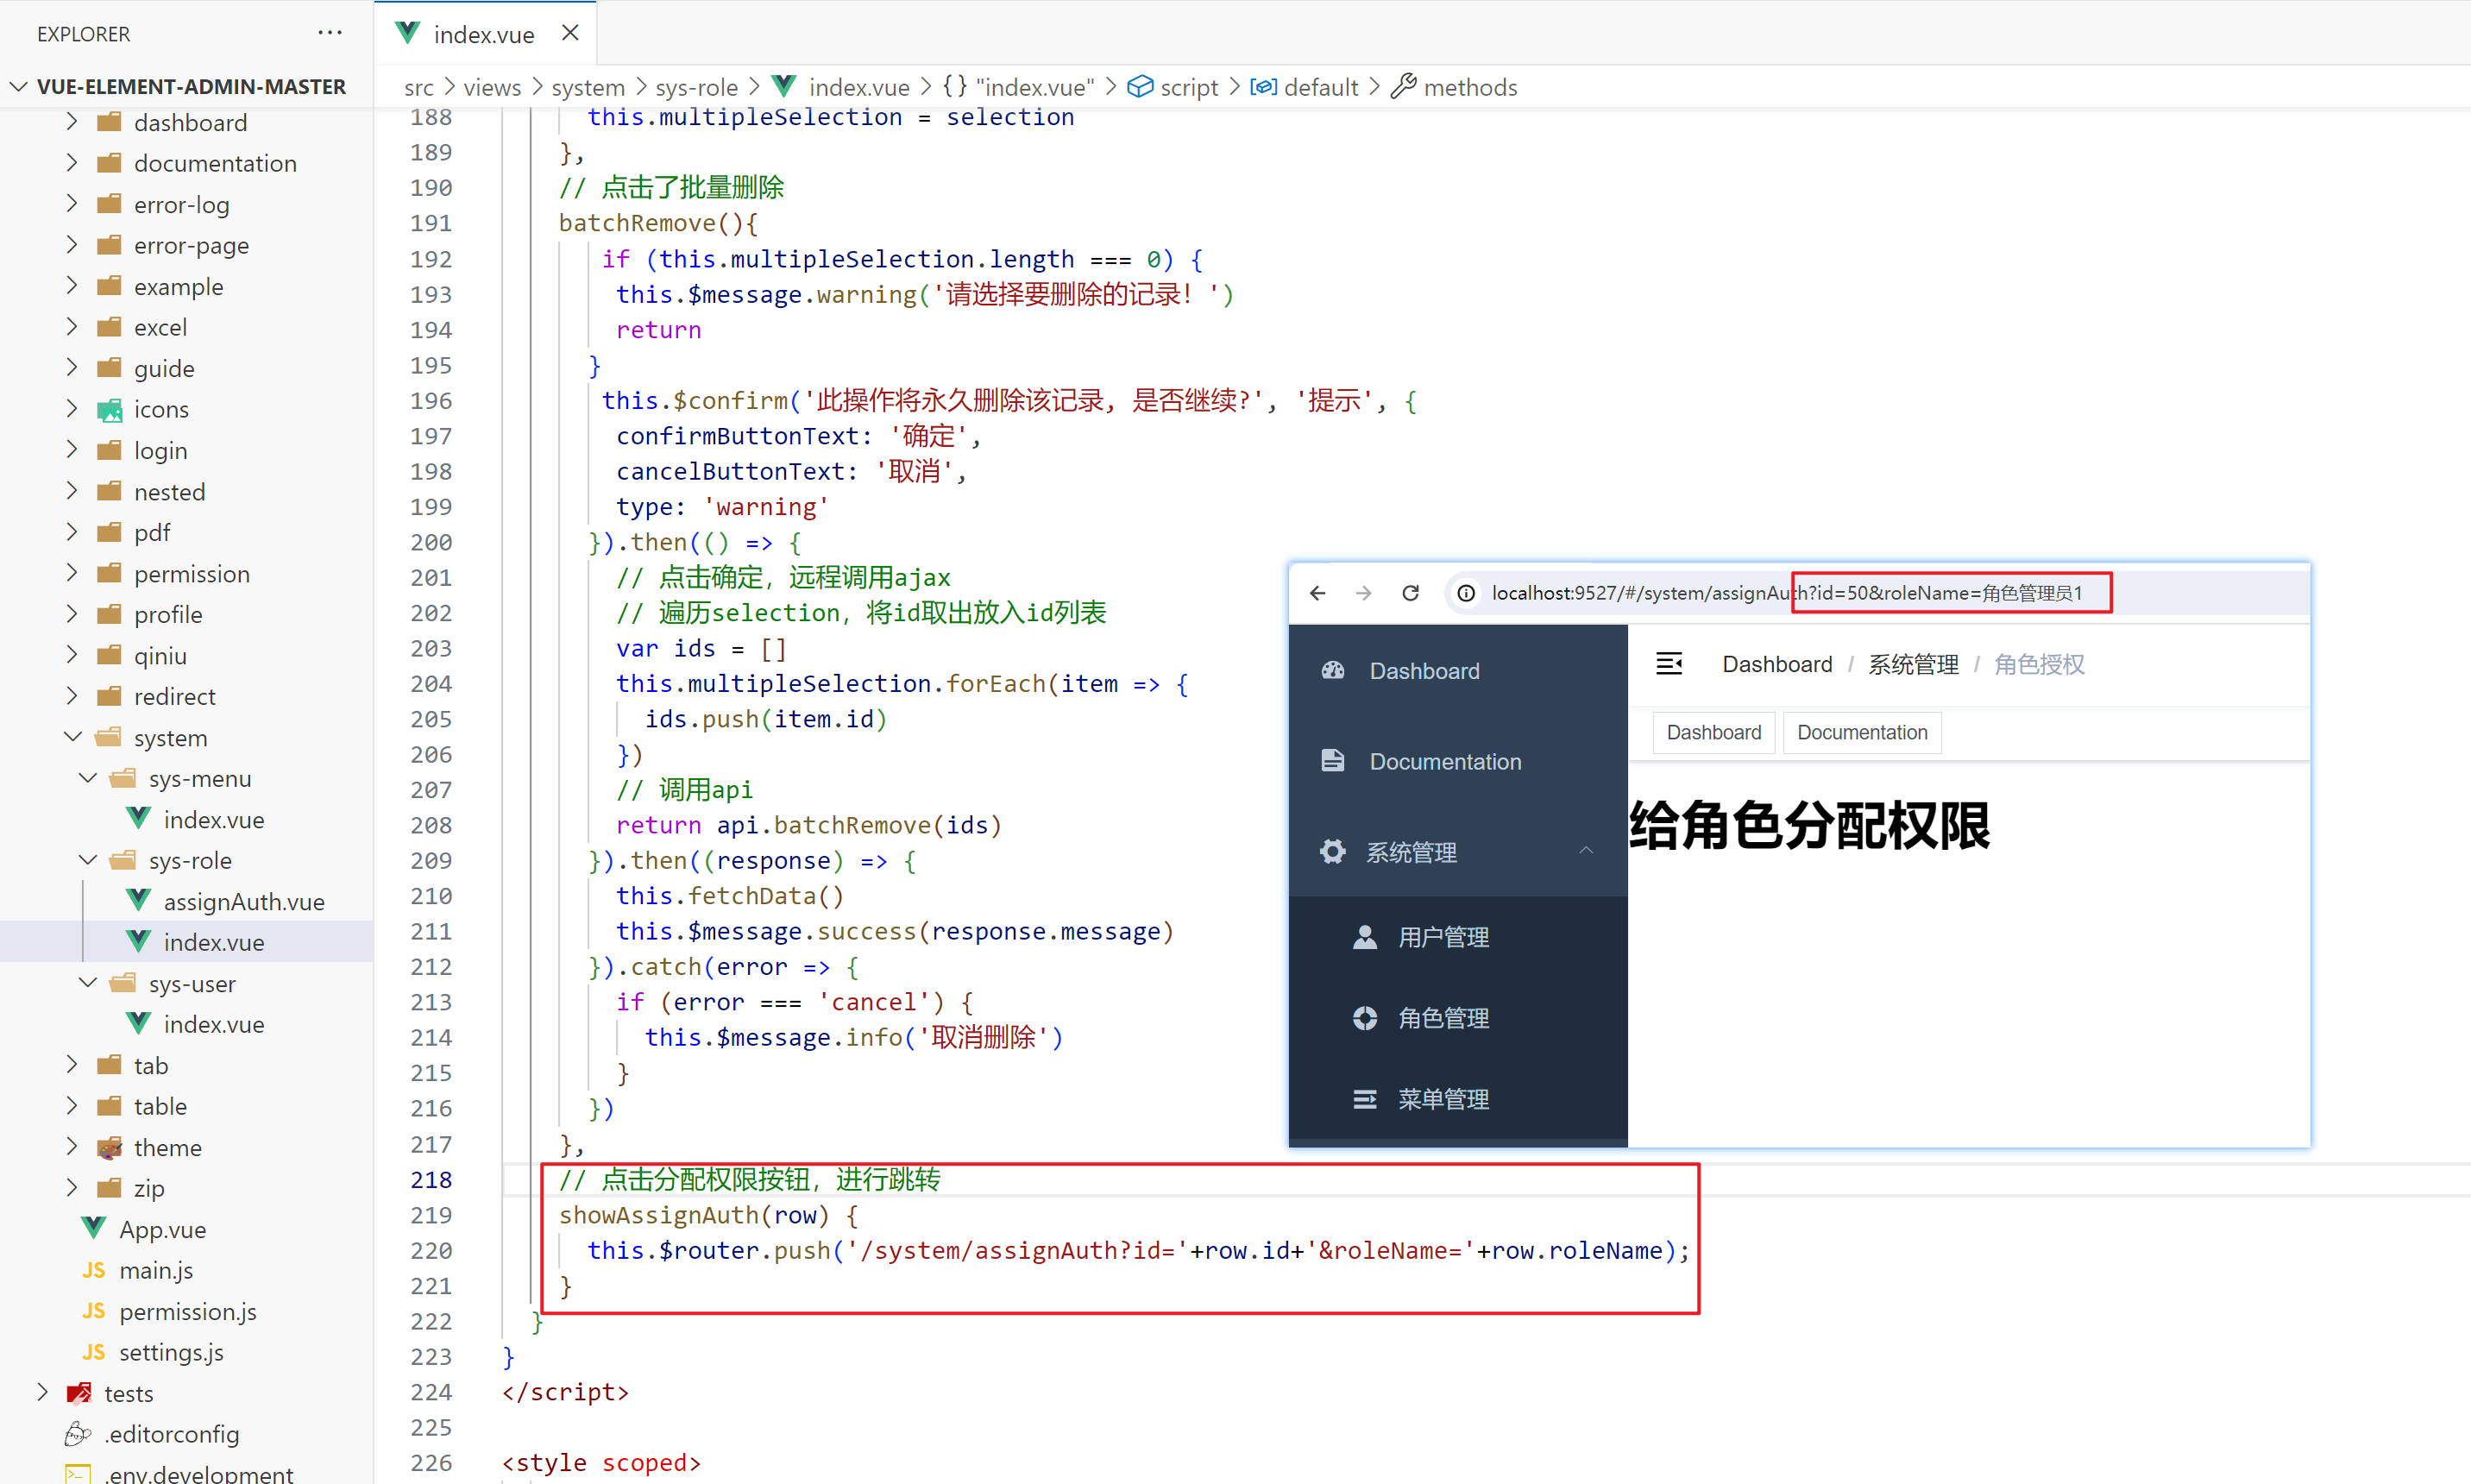 EXPLORER ···
VUE-ELEMENT-ADMIN-MASTER
dashboard
documentation
error-log
error-page
example
excel
guide
icons
login
nested
pdf
permission
profile
qiniu
redirect
system
sys-menu
index.vue
sys-role
assignAuth.vue
index.vue
sys-user
index.vue
tab
table
theme
zip
App.vue
JS main.js
JS permission.js
JS settings.js
tests
.editorconfig
.env.development
index.vue
src > views > system > sys-role > index.vue > {} "index.vue" > script > default > methods
188 this.multipleSelection = selection
189 },
190 // 点击了批量删除
191 batchRemove(){
192 if (this.multipleSelection.length === 0) {
193 this.$message.warning('请选择要删除的记录！')
194 return
195 }
196 this.$confirm('此操作将永久删除该记录, 是否继续?', '提示', {
197 confirmButtonText: '确定',
198 cancelButtonText: '取消',
199 type: 'warning'
200 }).then(() => {
201 // 点击确定，远程调用ajax
202 // 遍历selection，将id取出放入id列表
203 var ids = []
204 this.multipleSelection.forEach(item => {
205 ids.push(item.id)
206 })
207 // 调用api
208 return api.batchRemove(ids)
209 }).then((response) => {
210 this.fetchData()
211 this.$message.success(response.message)
212 }).catch(error => {
213 if (error === 'cancel') {
214 this.$message.info('取消删除')
215 }
216 })
217 },
218 // 点击分配权限按钮，进行跳转
219 showAssignAuth(row) {
220 this.$router.push('/system/assignAuth?id='+row.id+'&roleName='+row.roleName);
221 }
222 }
223 }
224 </script>
225
226 <style scoped>
localhost:9527/#/system/assignAuth?id=50&roleName=角色管理员1
Dashboard
Documentation
系统管理
用户管理
角色管理
菜单管理
Dashboard / 系统管理 / 角色授权
Dashboard Documentation
给角色分配权限